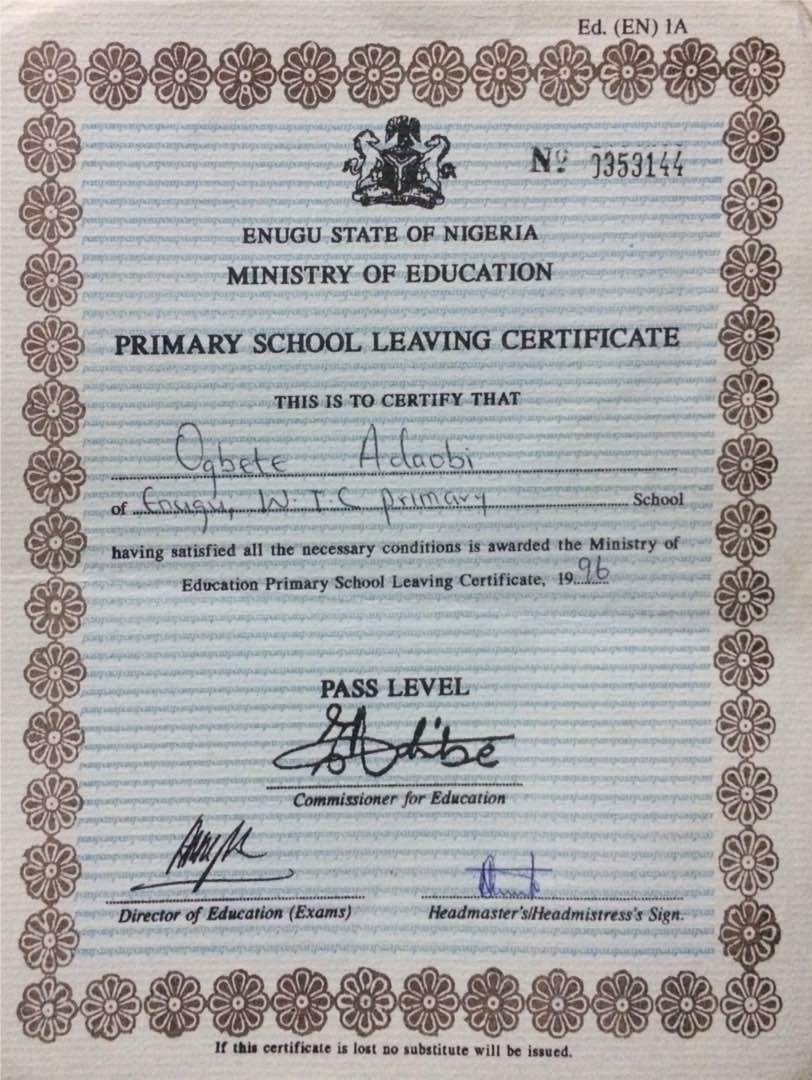 Ed. (EN) 1A
Nº 0353144
ENUGU STATE OF NIGERIA
MINISTRY OF EDUCATION
PRIMARY SCHOOL LEAVING CERTIFICATE
THIS IS TO CERTIFY THAT
Ogbete Adaobi
of Enugu, W.T.C primary School
having satisfied all the necessary conditions is awarded the Ministry of
Education Primary School Leaving Certificate, 1996
PASS LEVEL
Commissioner for Education
Director of Education (Exams)
Headmaster's/Headmistress's Sign.
If this certificate is lost no substitute will be issued.